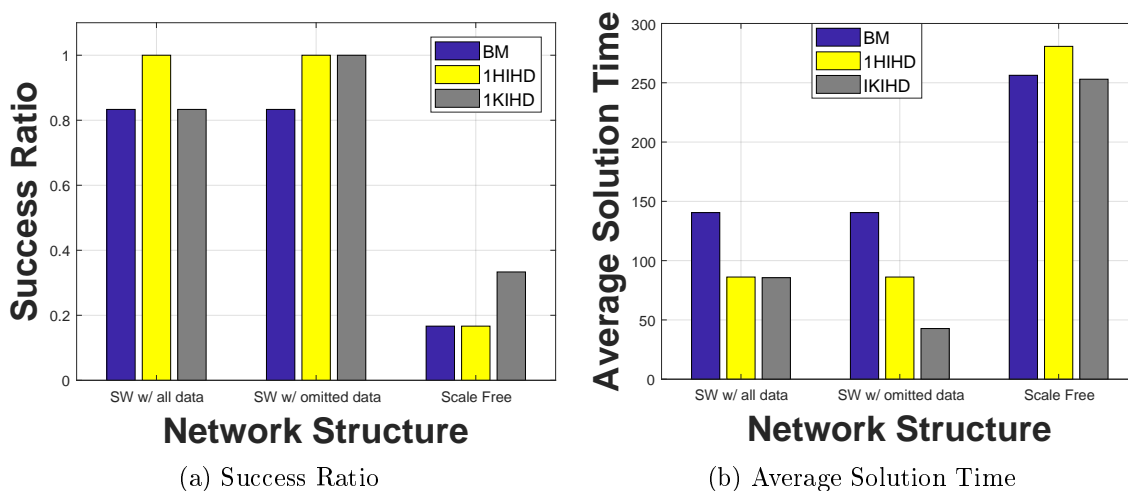 Success Ratio
1
0.8
0.6
0.4
0.2
0
BM
1HIHD
1KIHD
SW w/ all data
SW w/ omitted data
Scale Free
Network Structure
(a) Success Ratio
Average Solution Time
300
250
200
150
100
50
0
BM
1HIHD
IKIHD
SW w/ all data
SW w/ omitted data
Scale Free
Network Structure
(b) Average Solution Time